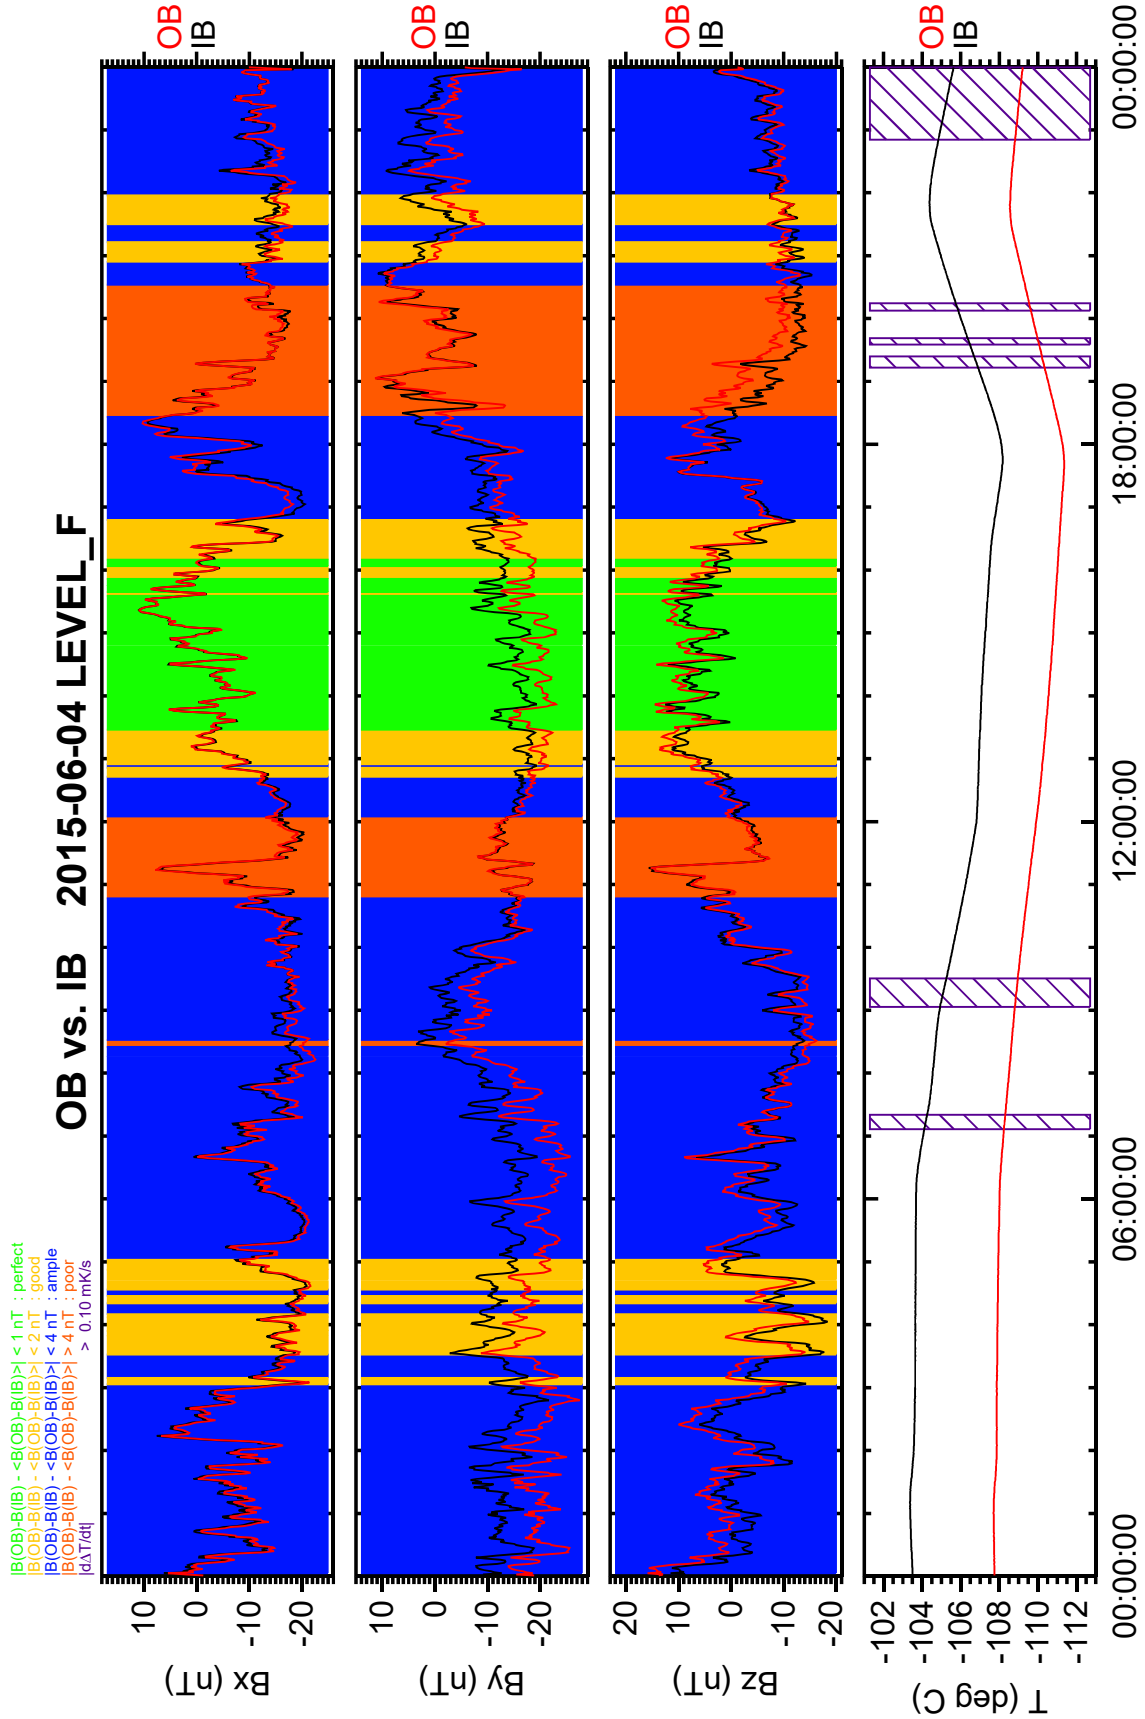 OB vs. IB 2015-06-04 LEVEL_F
|B(OB)-B(IB) - <B(OB)-B(IB)>| < 1 nT : perfect
|B(OB)-B(IB) - <B(OB)-B(IB)>| < 2 nT : good
|B(OB)-B(IB) - <B(OB)-B(IB)>| < 4 nT : ample
|B(OB)-B(IB) - <B(OB)-B(IB)>| > 4 nT : poor
|dΔT/dt| > 0.10 mK/s
Bx (nT)
10
0
-10
-20
OB
IB
By (nT)
10
0
-10
-20
OB
IB
Bz (nT)
20
10
0
-10
-20
OB
IB
T (deg C)
-102
-104
-106
-108
-110
-112
OB
IB
00:00:00 06:00:00 12:00:00 18:00:00 00:00:00